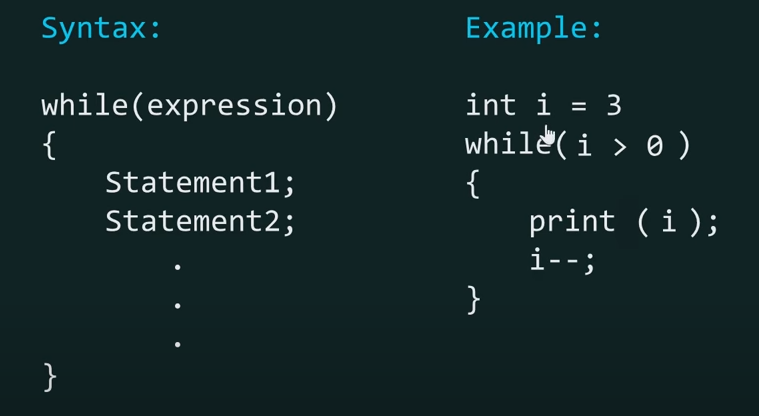 Syntax:
while(expression)
{
Statement1;
Statement2;
.
.
.
}
Example:
int i = 3
while( i > 0 )
{
print ( i );
i--;
}